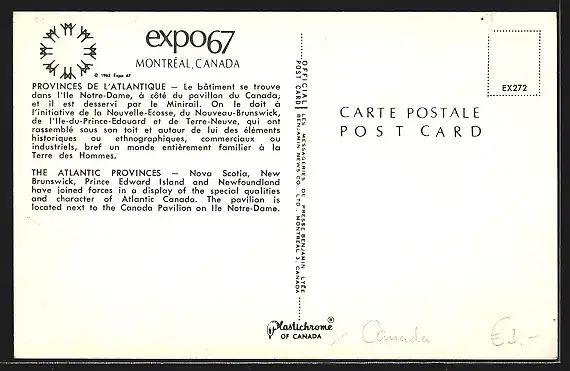 expo67
MONTRÉAL, CANADA
© 1963 Expo 67
PROVINCES DE L'ATLANTIQUE — Le bâtiment se trouve
dans l'Ile Notre-Dame, à côté du pavillon du Canada;
et il est desservi par le Minirail. On le doit à
l'initiative de la Nouvelle-Ecosse, du Nouveau-Brunswick,
de l'Ile-du-Prince-Edouard et de Terre-Neuve, qui ont
rassemblé sous son toit et autour de lui des éléments
historiques ou ethnographiques, commerciaux ou
industriels, bref un monde entièrement familier à la
Terre des Hommes.
THE ATLANTIC PROVINCES — Nova Scotia, New
Brunswick, Prince Edward Island and Newfoundland
have joined forces in a display of the special qualities
and character of Atlantic Canada. The pavilion is
located next to the Canada Pavilion on Ile Notre-Dame.
OFFICIAL
POST CARD
LES MESSAGERIES DE PRESSE BENJAMIN LTÉE
BENJAMIN NEWS CO. LTD. MONTREAL 3, CANADA
Plastichrome®
OF CANADA
EX272
CARTE POSTALE
POST CARD
Canada
€3.-